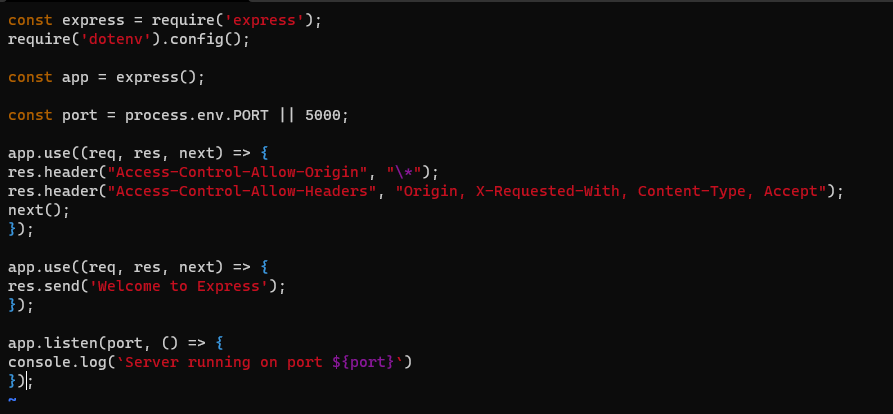 const express = require('express');
require('dotenv').config();
const app = express();
const port = process.env.PORT || 5000;
app.use((req, res, next) => {
res.header("Access-Control-Allow-Origin", "\*");
res.header("Access-Control-Allow-Headers", "Origin, X-Requested-With, Content-Type, Accept");
next();
});
app.use((req, res, next) => {
res.send('Welcome to Express');
});
app.listen(port, () => {
console.log(`Server running on port ${port}`)
});
~